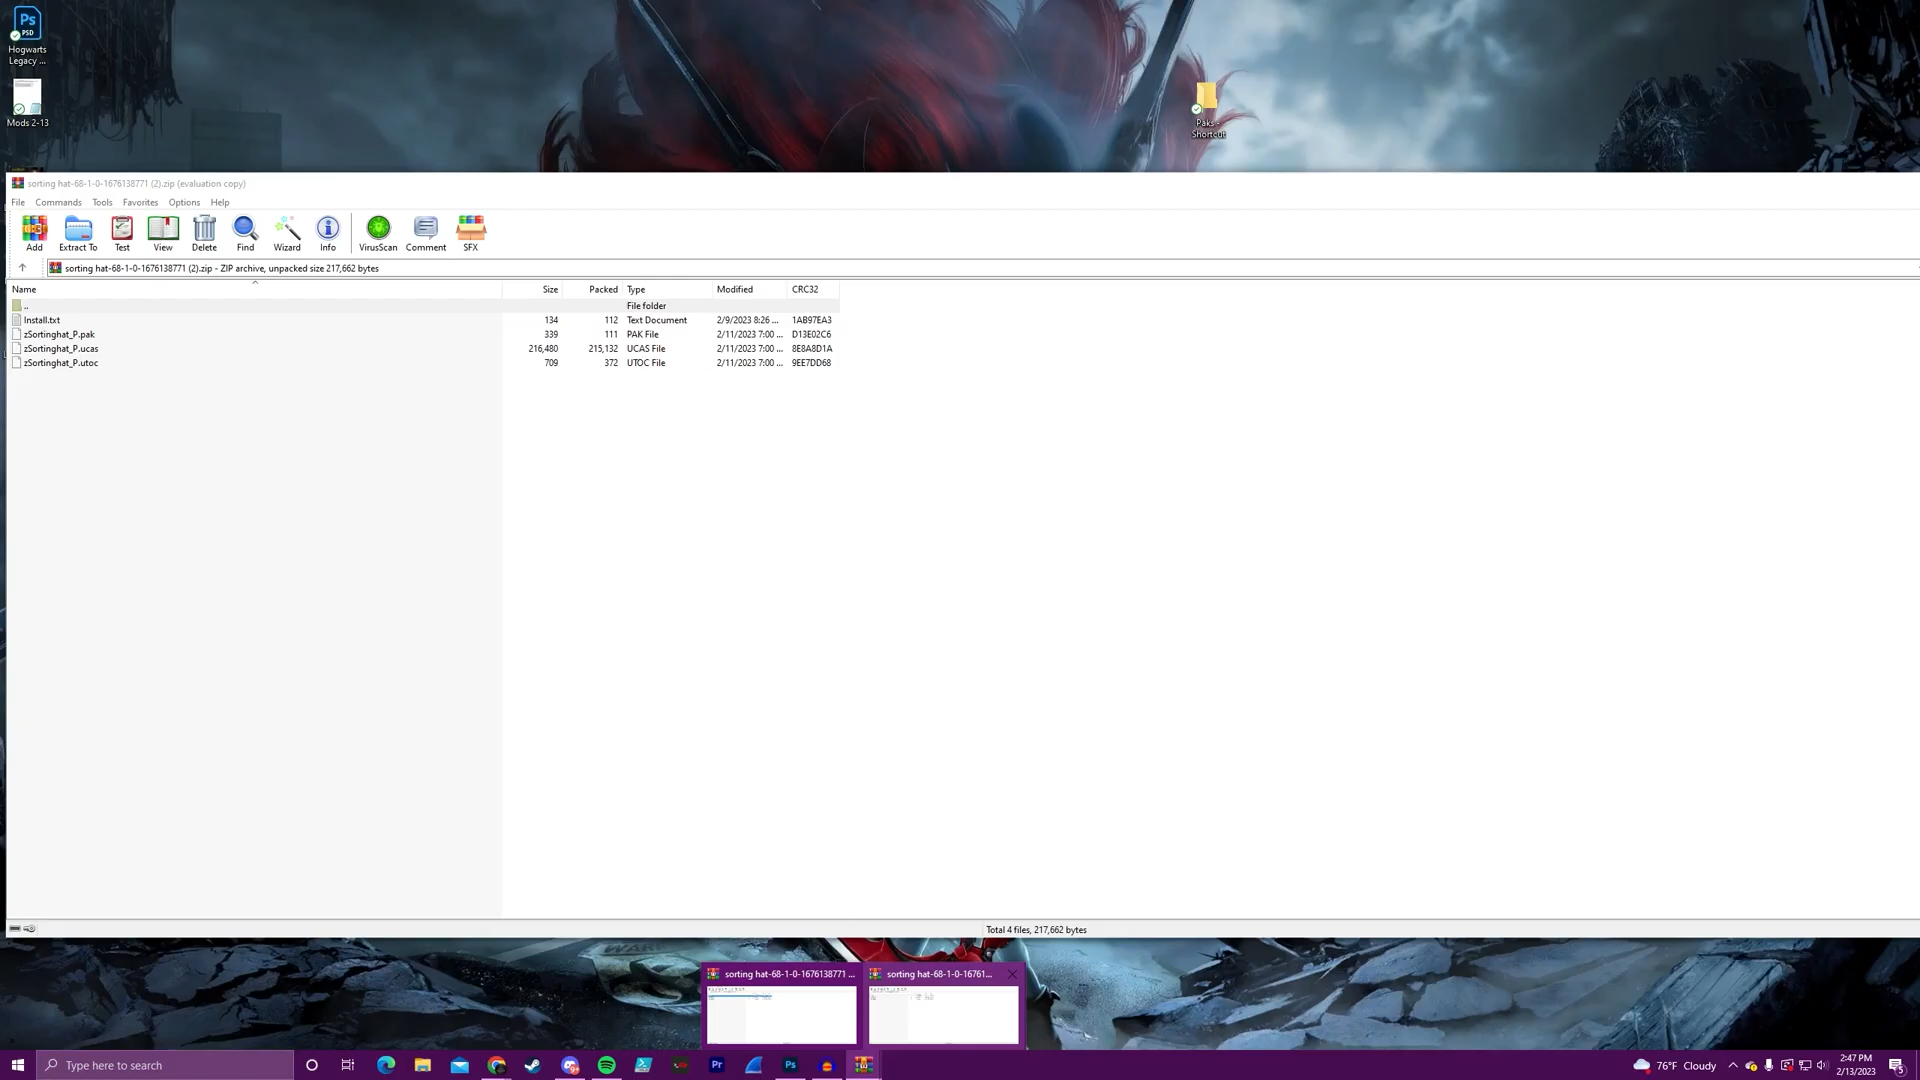 Ps
PSD
Hogwarts
Legacy ...
Mods 2-13
Paks -
Shortcut
sorting hat-68-1-0-1676138771 (2).zip (evaluation copy)
File Commands Tools Favorites Options Help
Add Extract To Test View Delete Find Wizard Info VirusScan Comment SFX
sorting hat-68-1-0-1676138771 (2).zip - ZIP archive, unpacked size 217,662 bytes
Name Size Packed Type Modified CRC32
.. File folder
Install.txt 134 112 Text Document 2/9/2023 8:26 ... 1AB97EA3
zSortinghat_P.pak 339 111 PAK File 2/11/2023 7:00 ... D13E02C6
zSortinghat_P.ucas 216,480 215,132 UCAS File 2/11/2023 7:00 ... 8E8A8D1A
zSortinghat_P.utoc 709 372 UTOC File 2/11/2023 7:00 ... 9EE7DD68
Total 4 files, 217,662 bytes
sorting hat-68-1-0-1676138771 ... sorting hat-68-1-0-16761...
Type here to search
Pr
Ps
76°F Cloudy
2:47 PM
2/13/2023
5